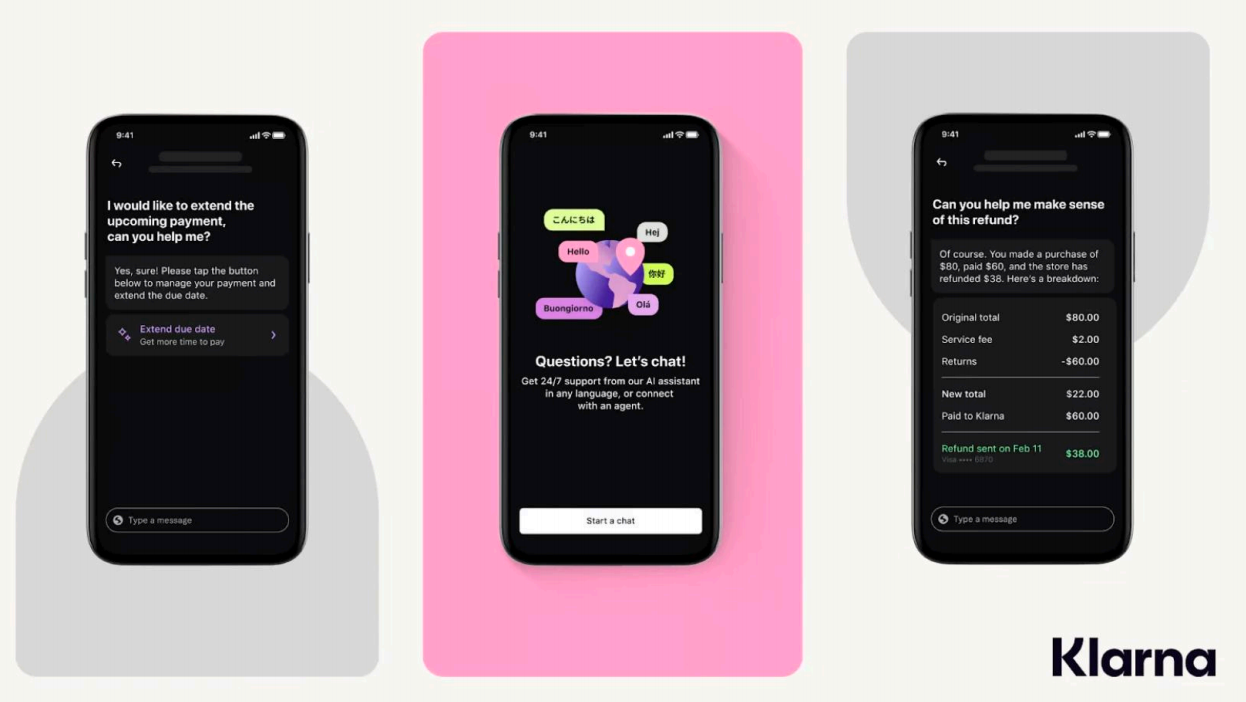 9:41
I would like to extend the
upcoming payment,
can you help me?
Yes, sure! Please tap the button
below to manage your payment and
extend the due date.
Extend due date
Get more time to pay
Type a message
9:41
こんにちは
Hej
Hello
你好
Buongiorno
Olá
Questions? Let's chat!
Get 24/7 support from our AI assistant
in any language, or connect
with an agent.
Start a chat
9:41
Can you help me make sense
of this refund?
Of course. You made a purchase of
$80, paid $60, and the store has
refunded $38. Here's a breakdown:
Original total $80.00
Service fee $2.00
Returns -$60.00
New total $22.00
Paid to Klarna $60.00
Refund sent on Feb 11 $38.00
Visa •••• 6970
Type a message
Klarna